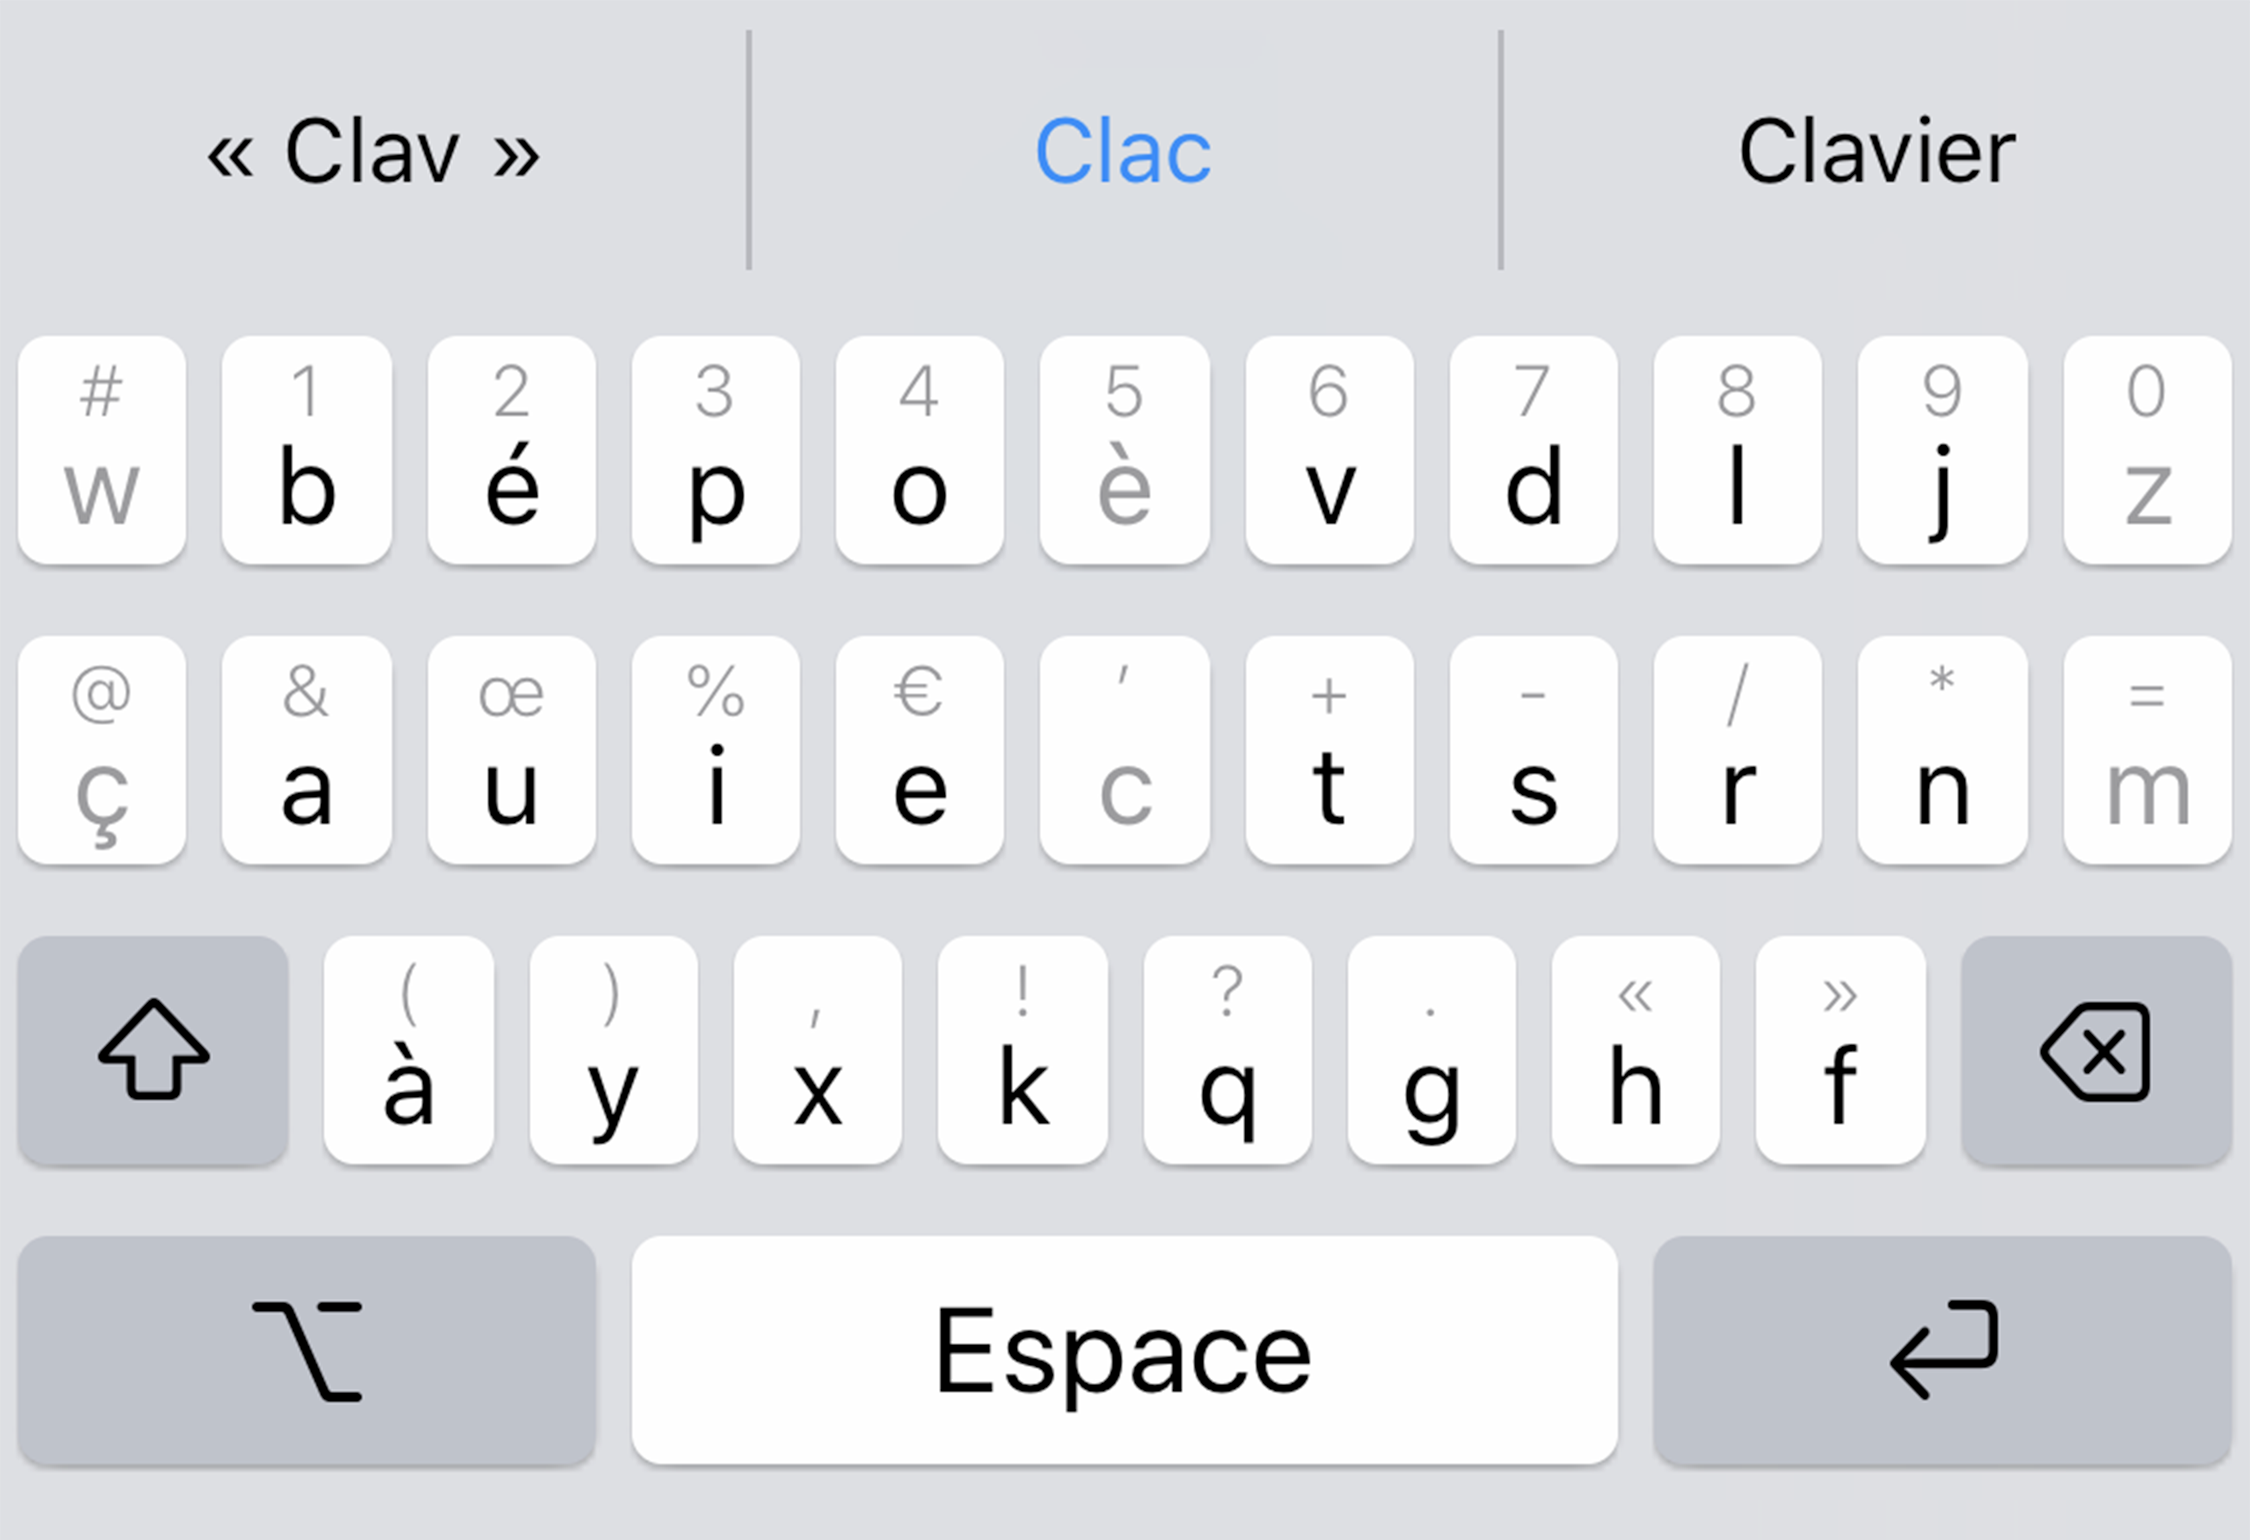 « Clav » Clac Clavier
# 1 2 3 4 5 6 7 8 9 0
w b é p o è v d l j z
@ & œ % € ' + - / * =
ç a u i e c t s r n m
( ) , ! ? . « »
à y x k q g h f
Espace